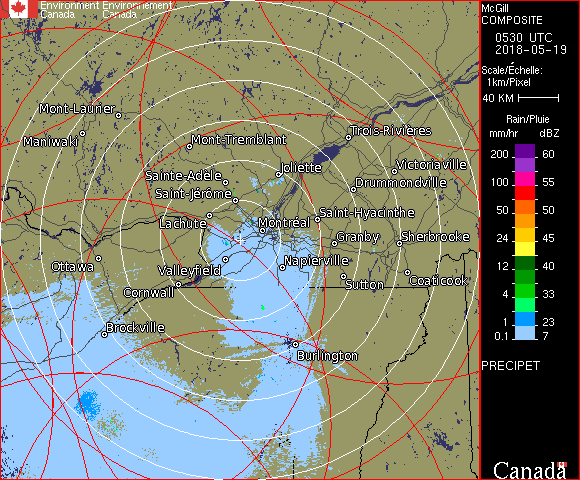 Environment Environnement
Canada Canada
McGill
COMPOSITE
0530 UTC
2018-05-19
Scale/Échelle:
1km/Pixel
40 KM
Rain/Pluie
mm/hr dBZ
200 60
100 55
50 50
24 45
12 40
4 33
1 23
0.1 7
PRECIPET
Mont-Laurier
Maniwaki
Mont-Tremblant
Trois-Rivières
Joliette
Victoriaville
Sainte-Adèle
Drummondville
Saint-Jérôme
Saint-Hyacinthe
Lachute
Montréal
Granby
Sherbrooke
Ottawa
Valleyfield
Napierville
Sutton
Coaticook
Cornwall
Brockville
Burlington
Canada